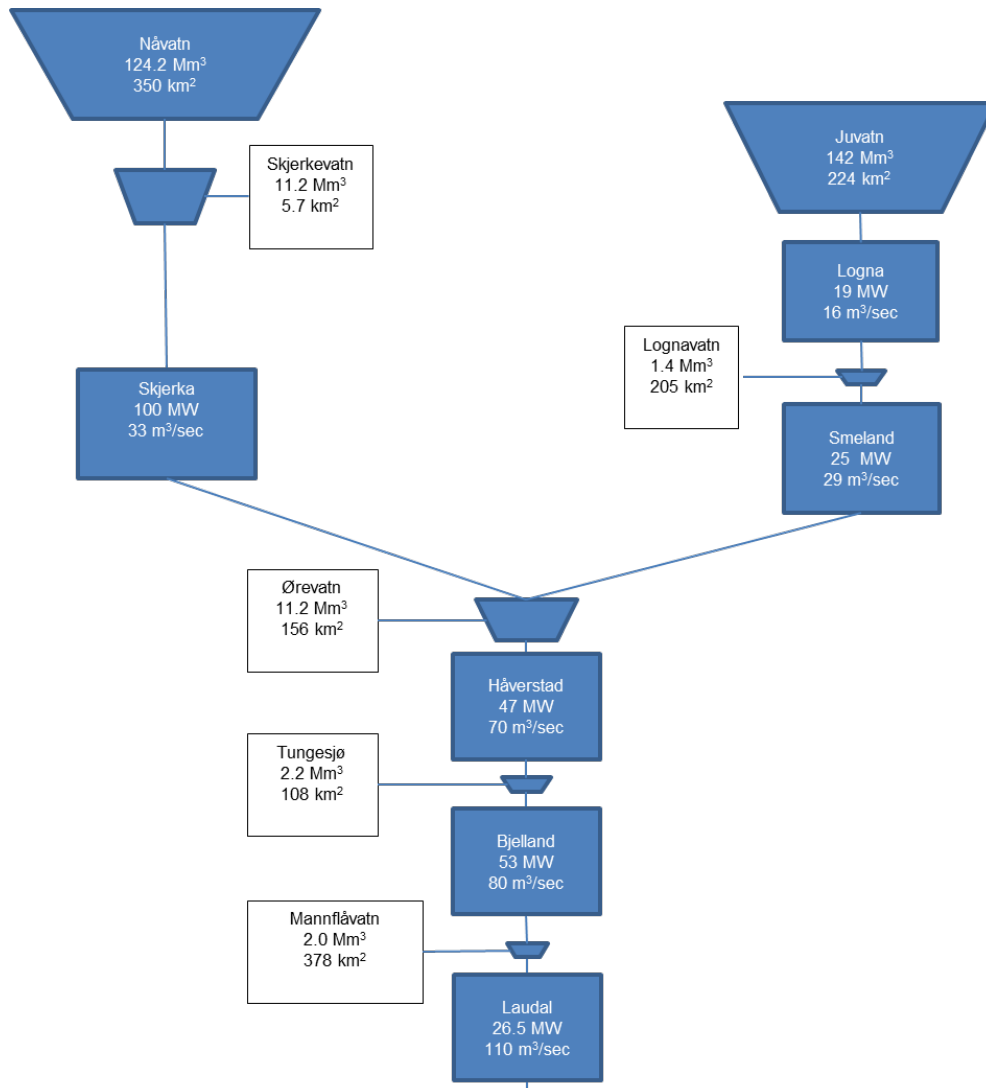 Nåvatn
124.2 Mm³
350 km²
Skjerkevatn
11.2 Mm³
5.7 km²
Juvatn
142 Mm³
224 km²
Logna
19 MW
16 m³/sec
Lognavatn
1.4 Mm³
205 km²
Skjerka
100 MW
33 m³/sec
Smeland
25 MW
29 m³/sec
Ørevatn
11.2 Mm³
156 km²
Håverstad
47 MW
70 m³/sec
Tungesjø
2.2 Mm³
108 km²
Bjelland
53 MW
80 m³/sec
Mannflåvatn
2.0 Mm³
378 km²
Laudal
26.5 MW
110 m³/sec